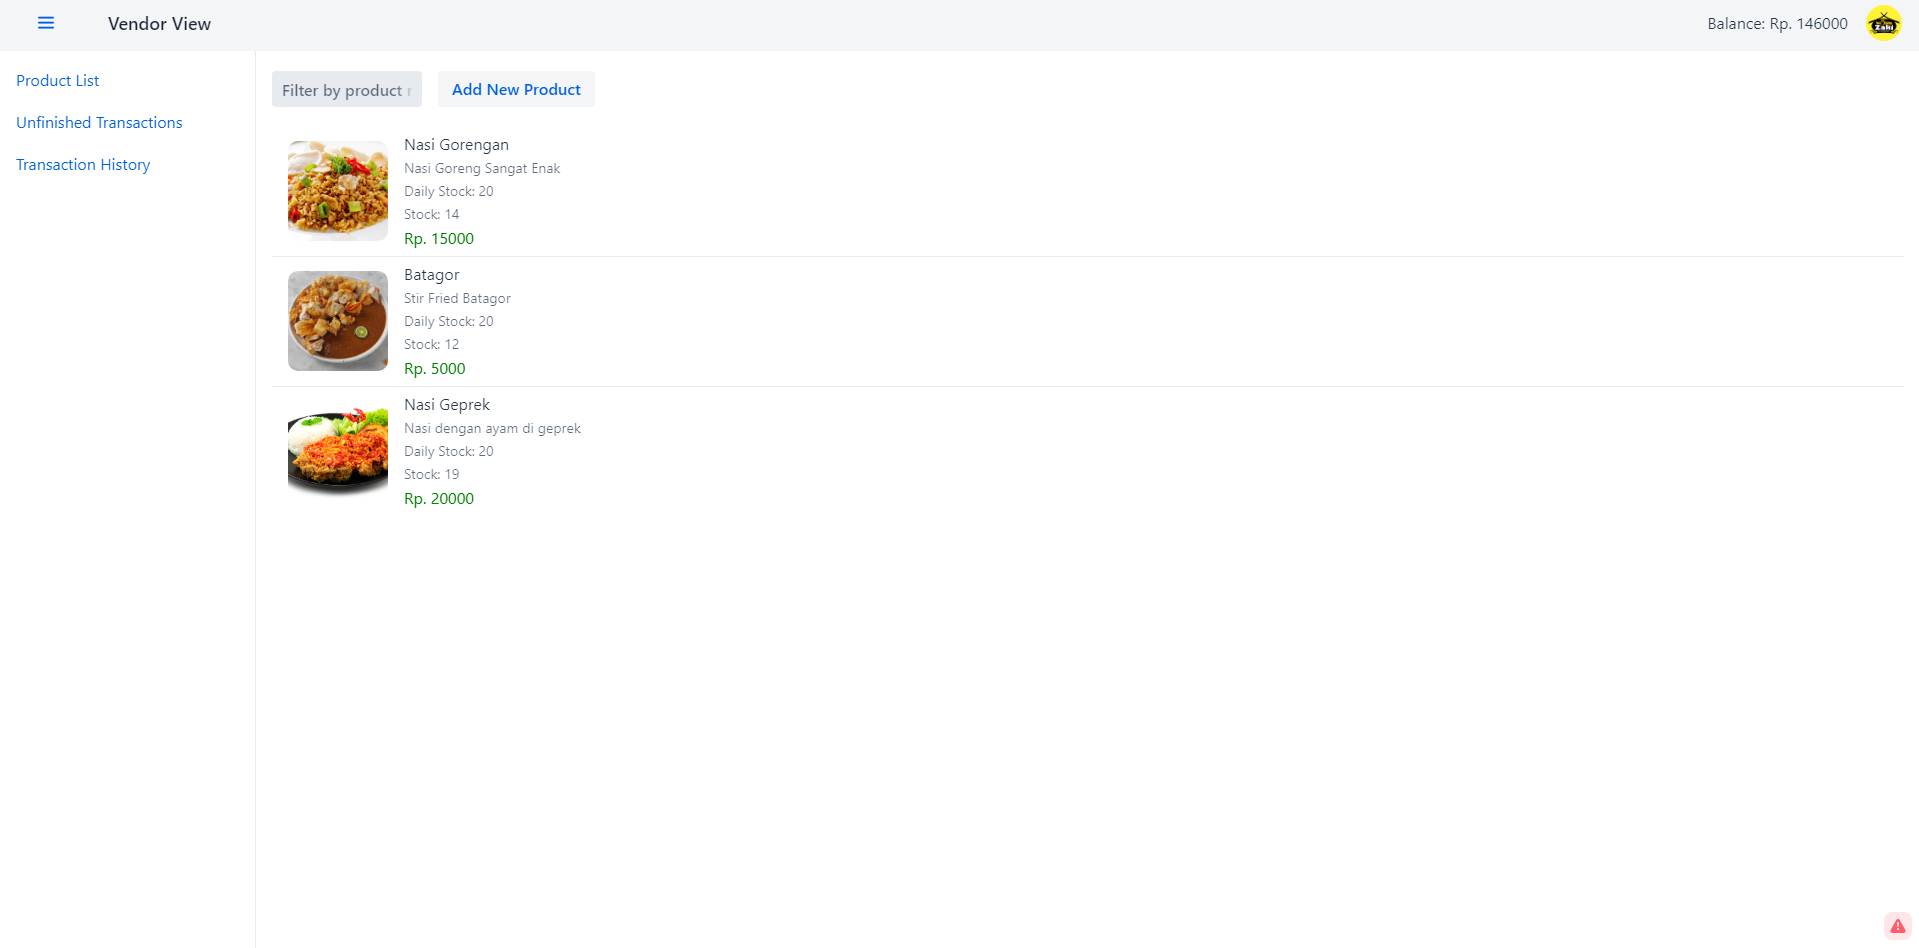 Vendor View
Balance: Rp. 146000
Product List
Unfinished Transactions
Transaction History
Filter by product
Add New Product
Nasi Gorengan
Nasi Goreng Sangat Enak
Daily Stock: 20
Stock: 14
Rp. 15000
Batagor
Stir Fried Batagor
Daily Stock: 20
Stock: 12
Rp. 5000
Nasi Geprek
Nasi dengan ayam di geprek
Daily Stock: 20
Stock: 19
Rp. 20000